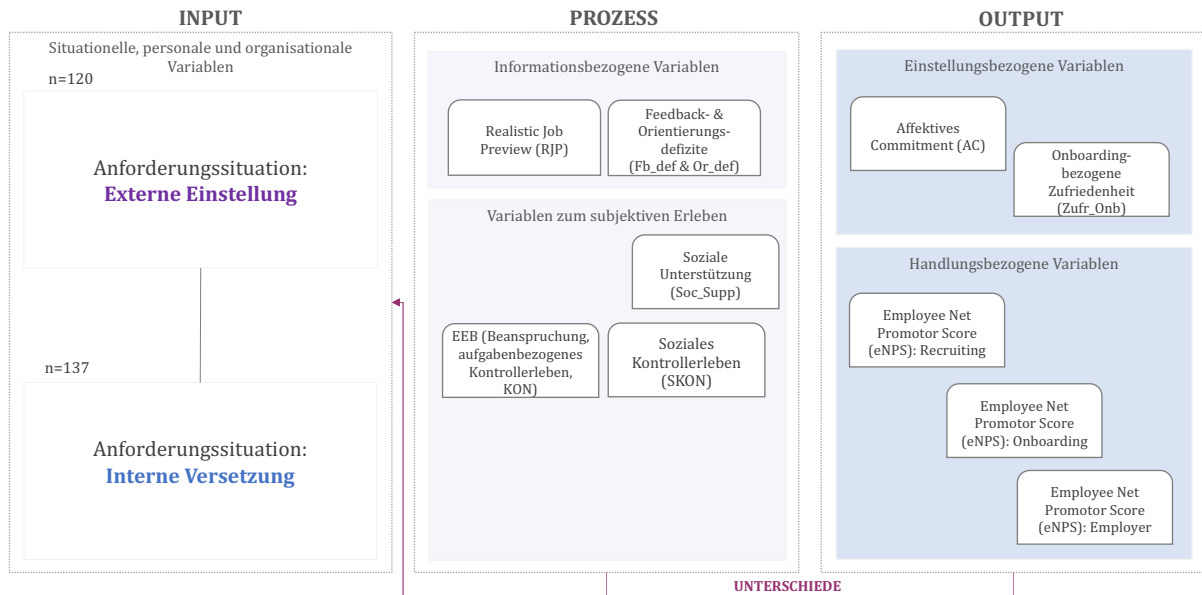 INPUT
Situationelle, personale und organisationale
Variablen
n=120
Anforderungssituation:
Externe Einstellung
n=137
Anforderungssituation:
Interne Versetzung
PROZESS
Informationsbezogene Variablen
Realistic Job
Preview (RJP)
Feedback- &
Orientierungs-
defizite
(Fb_def & Or_def)
Variablen zum subjektiven Erleben
Soziale
Unterstützung
(Soc_Supp)
EEB (Beanspruchung,
aufgabenbezogenes
Kontrollerleben,
KON)
Soziales
Kontrollerleben
(SKON)
OUTPUT
Einstellungsbezogene Variablen
Affektives
Commitment (AC)
Onboarding-
bezogene
Zufriedenheit
(Zufr_Onb)
Handlungsbezogene Variablen
Employee Net
Promotor Score
(eNPS): Recruiting
Employee Net
Promotor Score
(eNPS): Onboarding
Employee Net
Promotor Score
(eNPS): Employer
UNTERSCHIEDE